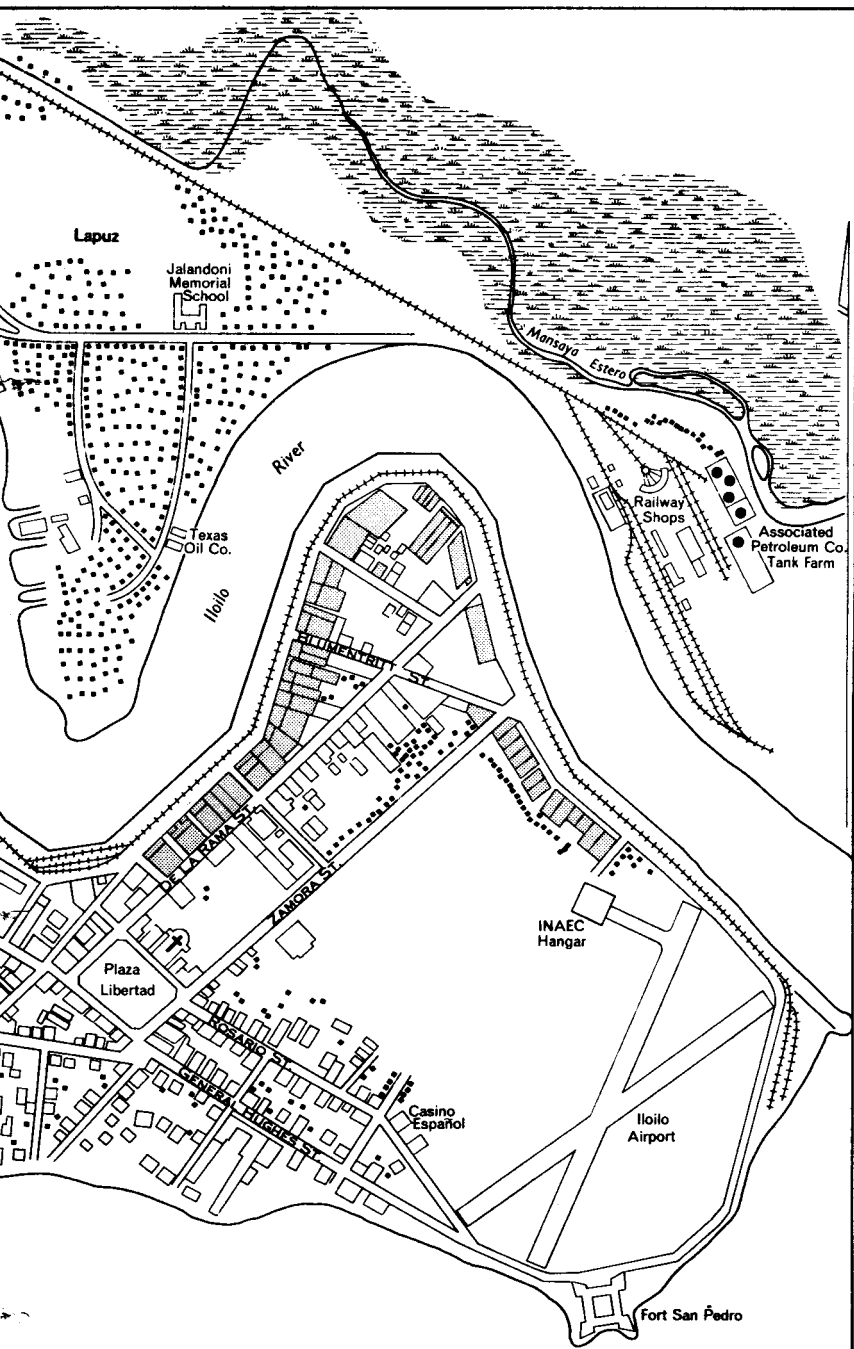 Lapuz
Jalandoni
Memorial
School
Mansaya Estero
River
Iloilo
Texas
Oil Co.
Railway
Shops
Associated
Petroleum Co.
Tank Farm
BLUMENTRITT ST.
DE LA RAMA ST.
ZAMORA ST.
INAEC
Hangar
Plaza
Libertad
ROSARIO ST.
GENERAL HUGHES ST.
Casino
Español
Iloilo
Airport
Fort San Pedro